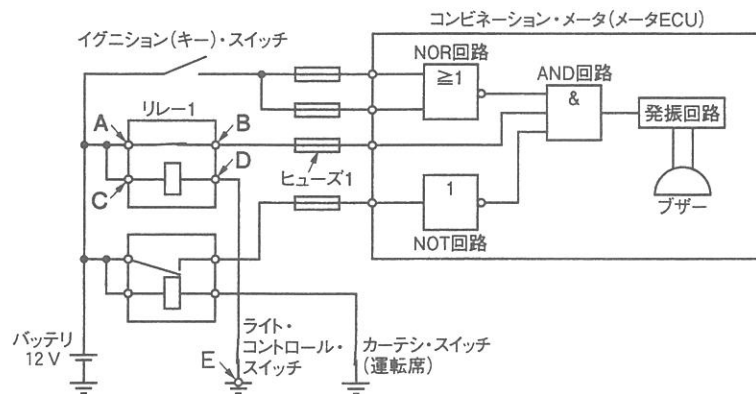 コンビネーション・メータ(メータECU)
イグニション(キー)・スイッチ
NOR回路
≧1
AND回路
&
発振回路
ブザー
リレー1
A
B
C
D
ヒューズ1
1
NOT回路
バッテリ
12V
E
ライト・
コントロール・
スイッチ
カーテシ・スイッチ
(運転席)